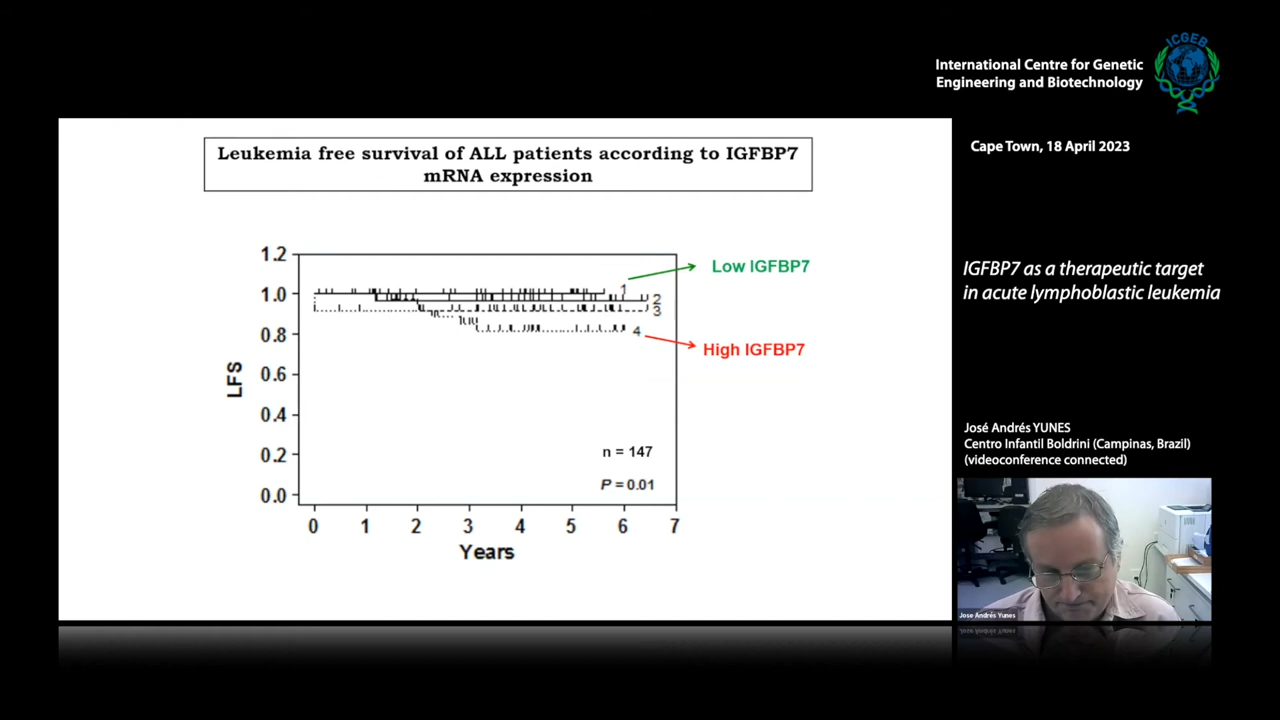 ICGEB
International Centre for Genetic
Engineering and Biotechnology
Cape Town, 18 April 2023
Leukemia free survival of ALL patients according to IGFBP7
mRNA expression
IGFBP7 as a therapeutic target
in acute lymphoblastic leukemia
1.2
1.0
0.8
0.6
0.4
0.2
0.0
LFS
1
2
3
4
Low IGFBP7
High IGFBP7
n = 147
P = 0.01
0 1 2 3 4 5 6 7
Years
José Andrés YUNES
Centro Infantil Boldrini (Campinas, Brazil)
(videoconference connected)
Jose Andrés Yunes